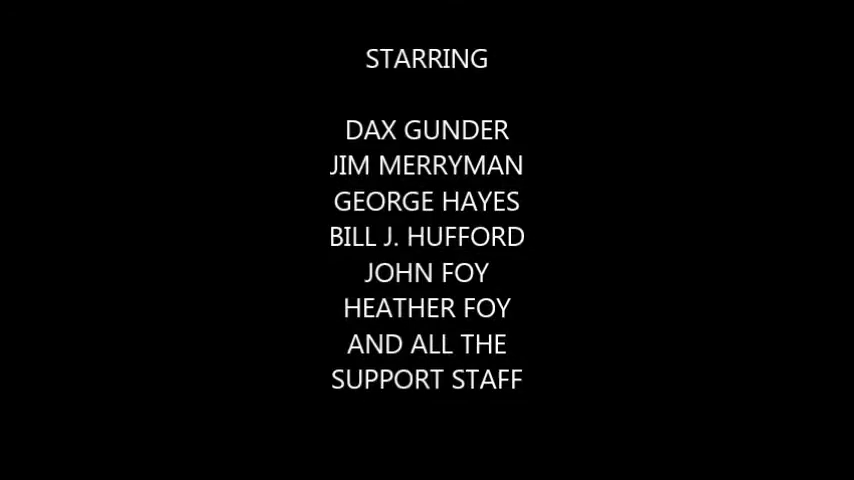 STARRING
DAX GUNDER
JIM MERRYMAN
GEORGE HAYES
BILL J. HUFFORD
JOHN FOY
HEATHER FOY
AND ALL THE
SUPPORT STAFF